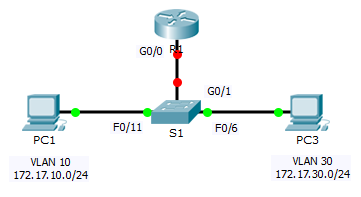 R1
G0/0
G0/1
F0/11
S1
F0/6
PC1
PC3
VLAN 10
172.17.10.0/24
VLAN 30
172.17.30.0/24